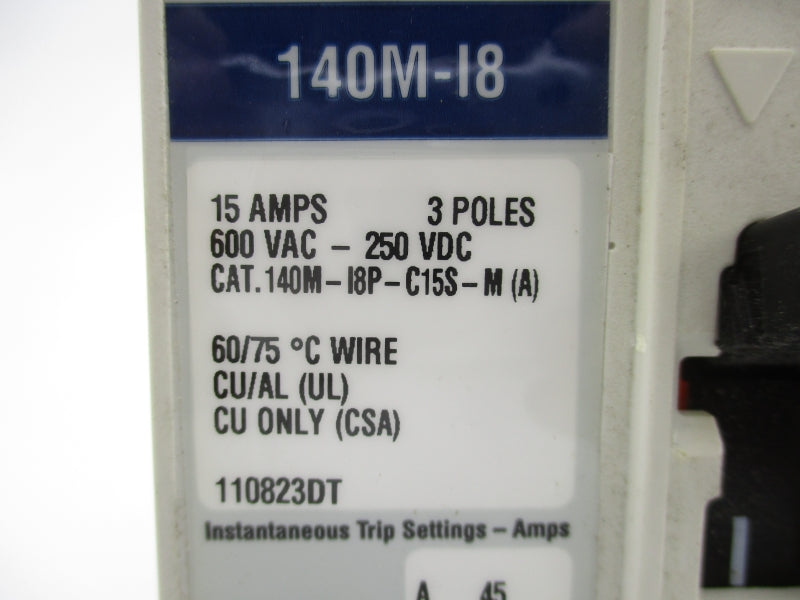 140M-I8
15 AMPS 3 POLES
600 VAC – 250 VDC
CAT. 140M–I8P–C15S–M (A)
60/75 °C WIRE
CU/AL (UL)
CU ONLY (CSA)
110823DT
Instantaneous Trip Settings – Amps
A 45